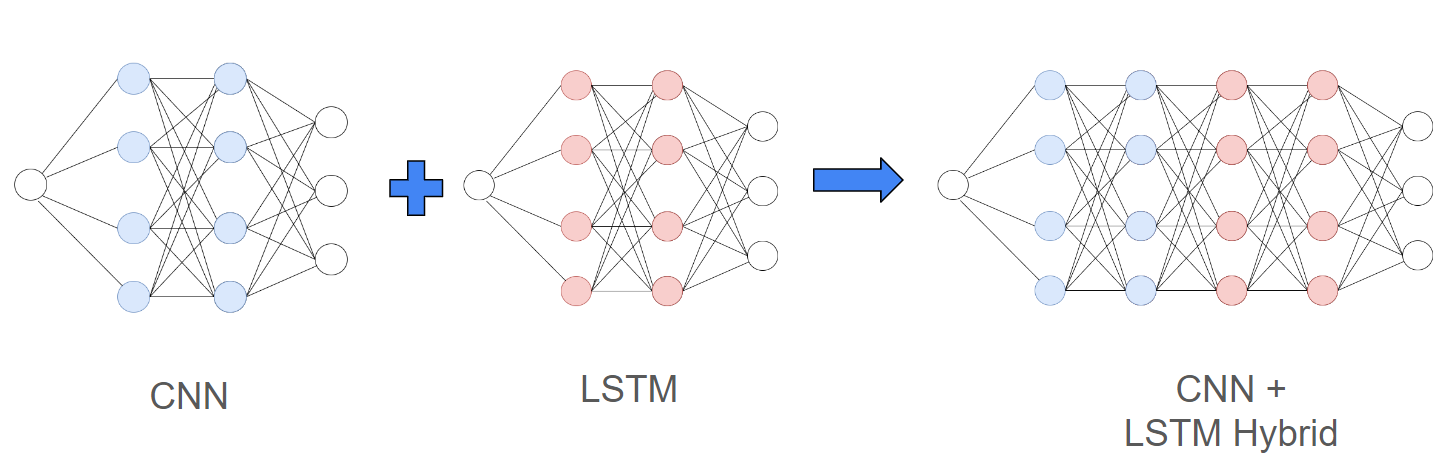 CNN
LSTM
CNN +
LSTM Hybrid